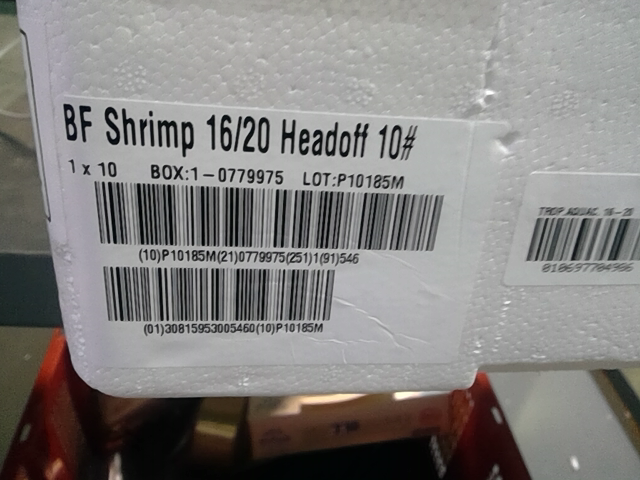 BF Shrimp 16/20 Headoff 10#
1 x 10 BOX:1-0779975 LOT:P10185M
(10)P10185M(21)0779975(251)1(91)546
(01)30815953005460(10)P10185M
TROP.AQUAC. 16-20